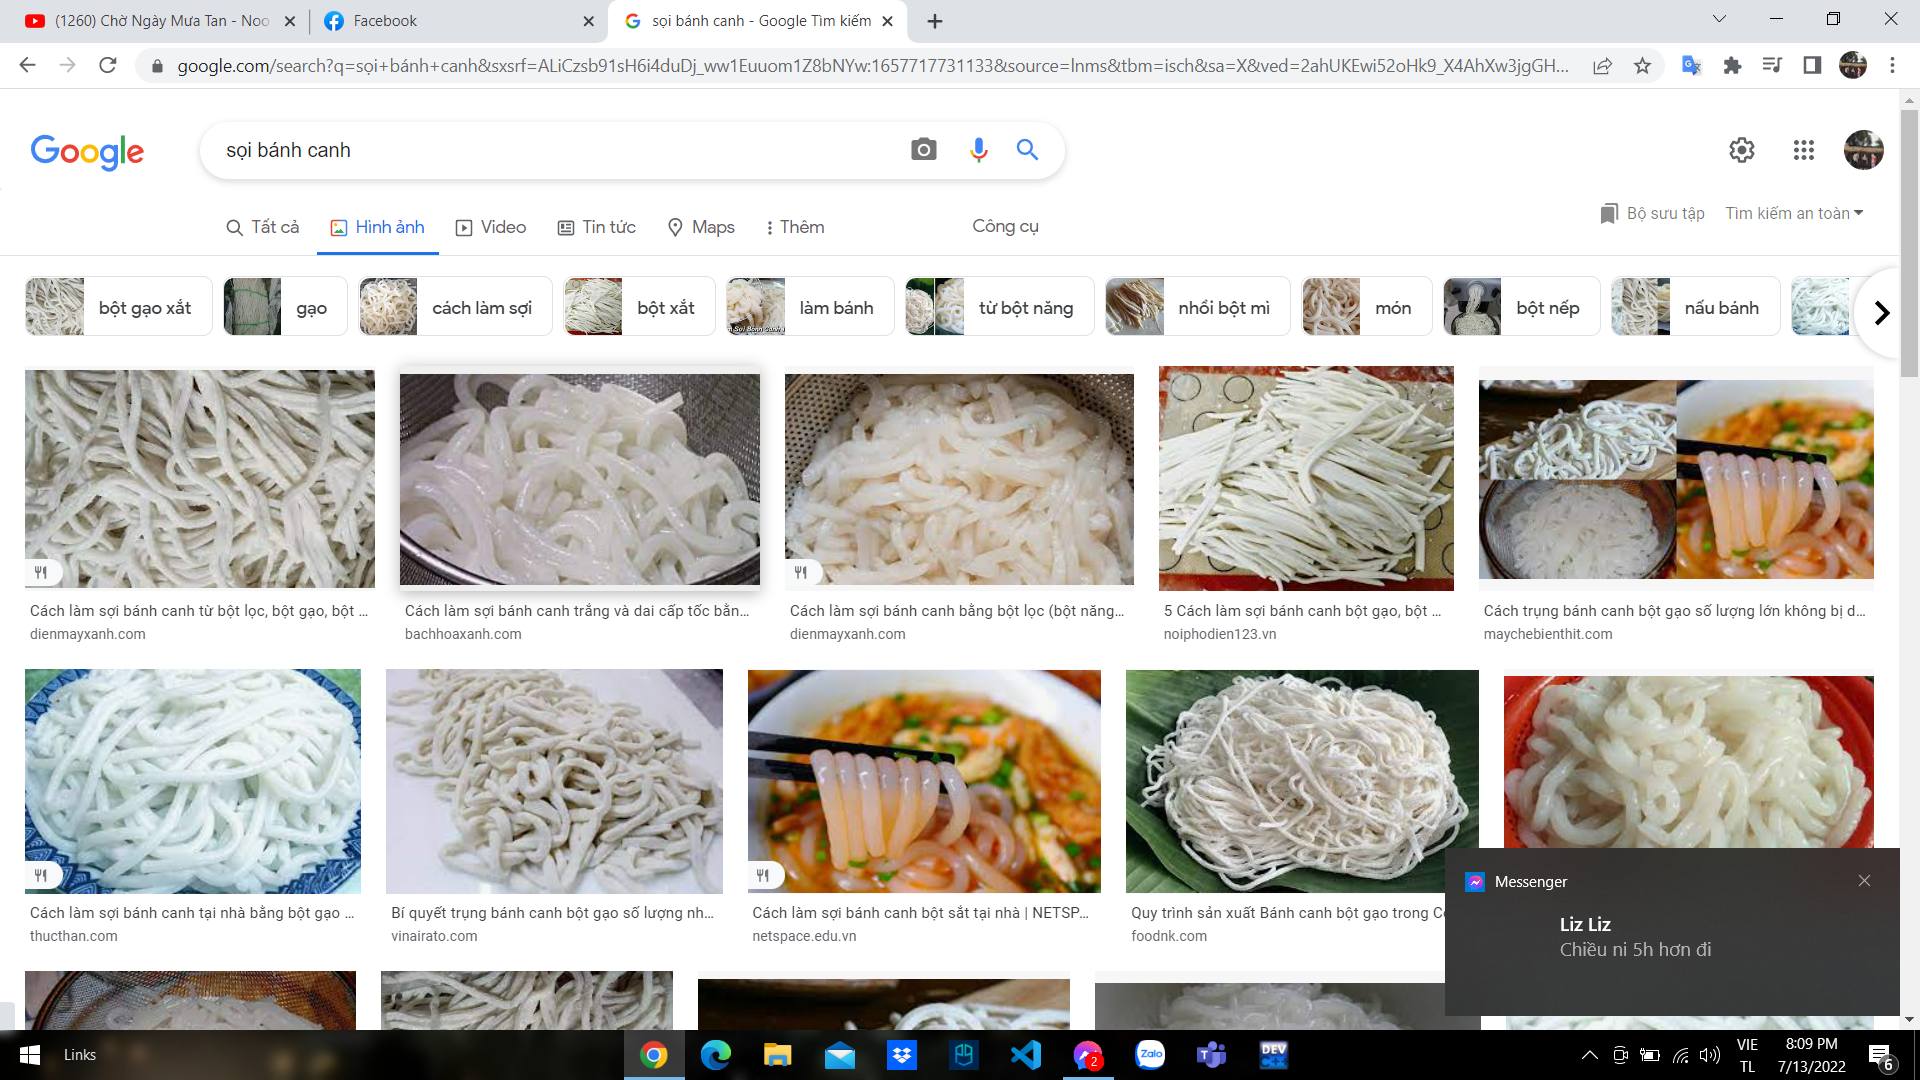 (1260) Chờ Ngày Mưa Tan - Noo
Facebook
sọi bánh canh - Google Tìm kiếm
google.com/search?q=sọi+bánh+canh&sxsrf=ALiCzsb91sH6i4duDj_ww1Euuom1Z8bNYw:1657717731133&source=lnms&tbm=isch&sa=X&ved=2ahUKEwi52oHk9_X4AhXw3jgGH...
Google
sọi bánh canh
Tất cả
Hình ảnh
Video
Tin tức
Maps
Thêm
Công cụ
Bộ sưu tập
Tìm kiếm an toàn
bột gạo xắt
gạo
cách làm sợi
bột xắt
làm bánh
từ bột năng
nhồi bột mì
món
bột nếp
nấu bánh
Cách làm sợi bánh canh từ bột lọc, bột gạo, bột ...
dienmayxanh.com
Cách làm sợi bánh canh trắng và dai cấp tốc bằn...
bachhoaxanh.com
Cách làm sợi bánh canh bằng bột lọc (bột năng...
dienmayxanh.com
5 Cách làm sợi bánh canh bột gạo, bột ...
noiphodien123.vn
Cách trụng bánh canh bột gạo số lượng lớn không bị d...
maychebienthit.com
Cách làm sợi bánh canh tại nhà bằng bột gạo ...
thucthan.com
Bí quyết trụng bánh canh bột gạo số lượng nh...
vinairato.com
Cách làm sợi bánh canh bột sắt tại nhà | NETSP...
netspace.edu.vn
Quy trình sản xuất Bánh canh bột gạo trong Cô
foodnk.com
Messenger
Liz Liz
Chiều ni 5h hơn đi
Links
2
Zalo
DEV
C++
VIE
TL
8:09 PM
7/13/2022
6